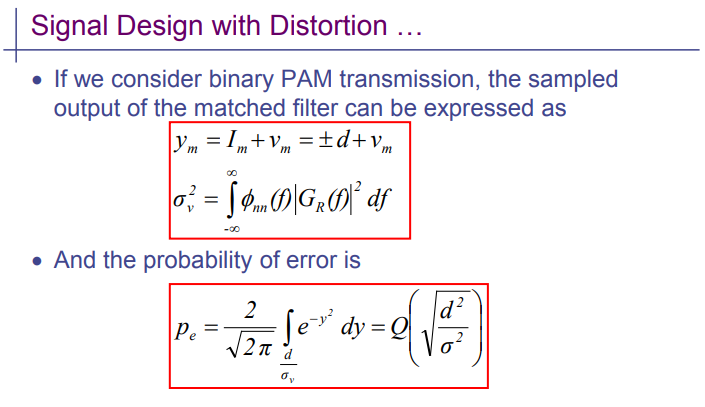 Signal Design with Distortion …
• If we consider binary PAM transmission, the sampled
output of the matched filter can be expressed as
y_m = I_m + v_m = ±d + v_m
σ_v^2 = ∫_{-∞}^{∞} ϕ_nn(f)|G_R(f)|^2 df
• And the probability of error is
p_e = 2/√(2π) ∫_{d/σ_v} e^{-y^2} dy = Q(√(d^2/σ^2))